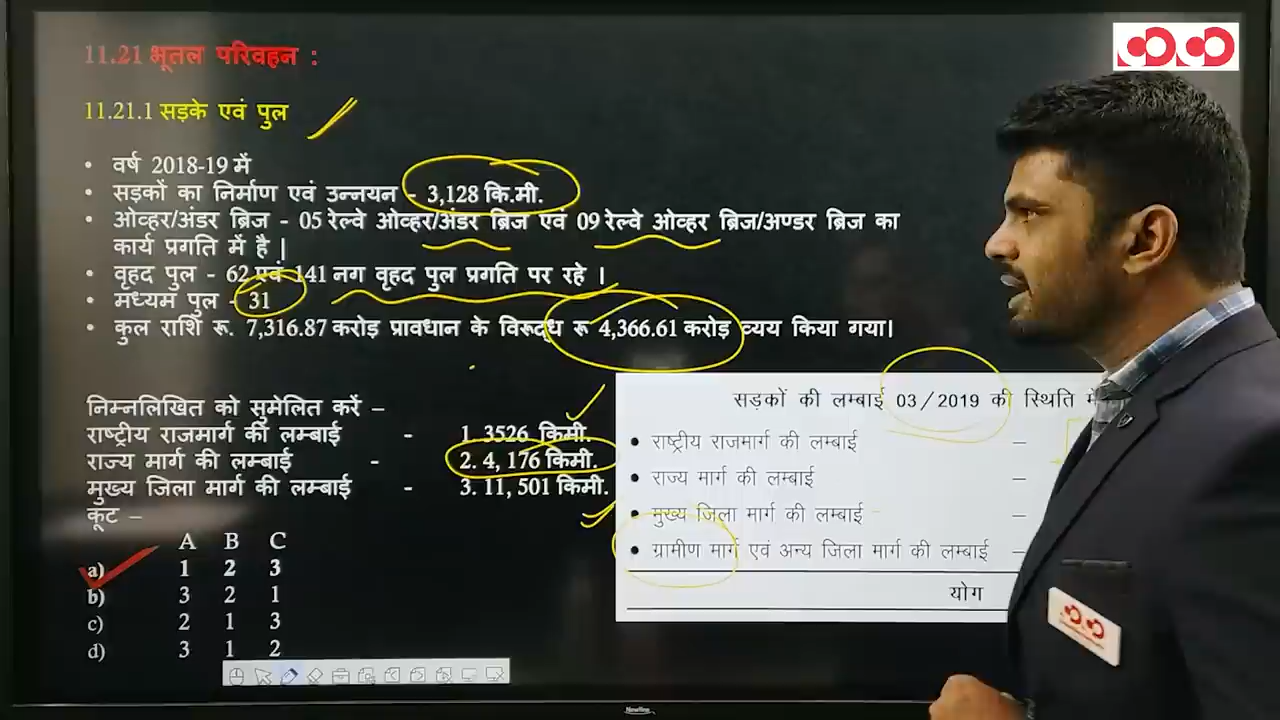 11.21 भूतल परिवहन :
11.21.1 सड़के एवं पुल
• वर्ष 2018-19 में
• सड़कों का निर्माण एवं उन्नयन - 3,128 कि.मी.
• ओव्हर/अंडर ब्रिज - 05 रेल्वे ओव्हर/अंडर ब्रिज एवं 09 रेल्वे ओव्हर ब्रिज/अण्डर ब्रिज का
कार्य प्रगति में है |
• वृहद पुल - 62 एवं 141 नग वृहद पुल प्रगति पर रहे ।
• मध्यम पुल - 31
• कुल राशि रू. 7,316.87 करोड़ प्रावधान के विरूद्ध रू 4,366.61 करोड़ व्यय किया गया।
निम्नलिखित को सुमेलित करें –
राष्ट्रीय राजमार्ग की लम्बाई - 1 3526 किमी.
राज्य मार्ग की लम्बाई - 2. 4, 176 किमी.
मुख्य जिला मार्ग की लम्बाई - 3. 11, 501 किमी.
कूट –
A B C
a) 1 2 3
b) 3 2 1
c) 2 1 3
d) 3 1 2
सड़कों की लम्बाई 03/2019 की स्थिति में
• राष्ट्रीय राजमार्ग की लम्बाई –
• राज्य मार्ग की लम्बाई –
• मुख्य जिला मार्ग की लम्बाई –
• ग्रामीण मार्ग एवं अन्य जिला मार्ग की लम्बाई –
योग
Newline